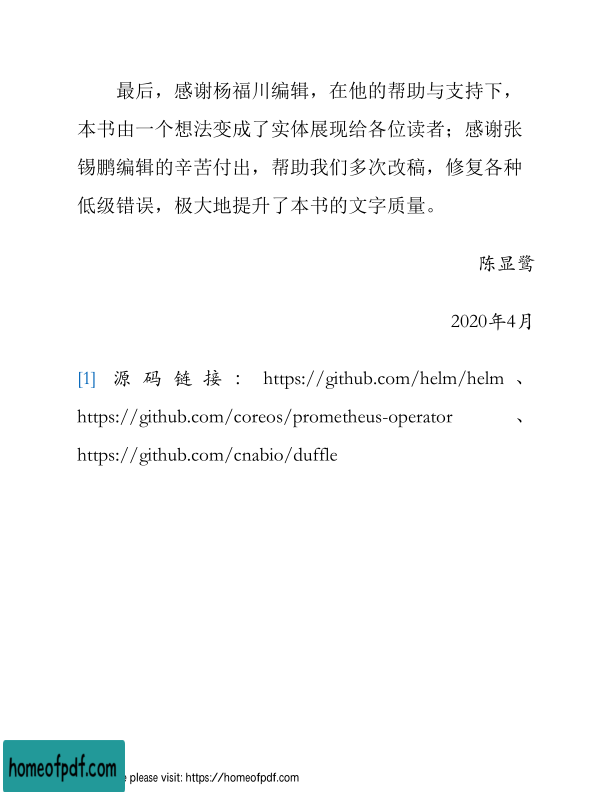 最后，感谢杨福川编辑，在他的帮助与支持下，
本书由一个想法变成了实体展现给各位读者；感谢张
锡鹏编辑的辛苦付出，帮助我们多次改稿，修复各种
低级错误，极大地提升了本书的文字质量。
陈显鹭
2020年4月
[1] 源码链接：https://github.com/helm/helm、
https://github.com/coreos/prometheus-operator、
https://github.com/cnabio/duffle
homeofpdf.com
please visit: https://homeofpdf.com